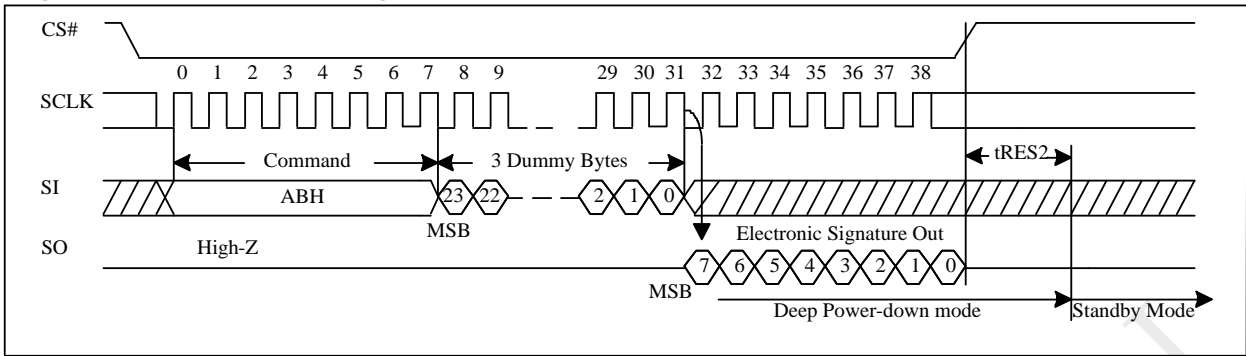 CS#
0 1 2 3 4 5 6 7 8 9 29 30 31 32 33 34 35 36 37 38
SCLK
Command 3 Dummy Bytes tRES2
SI ABH 23 22 2 1 0
MSB
SO High-Z Electronic Signature Out
7 6 5 4 3 2 1 0
MSB
Deep Power-down mode Standby Mode